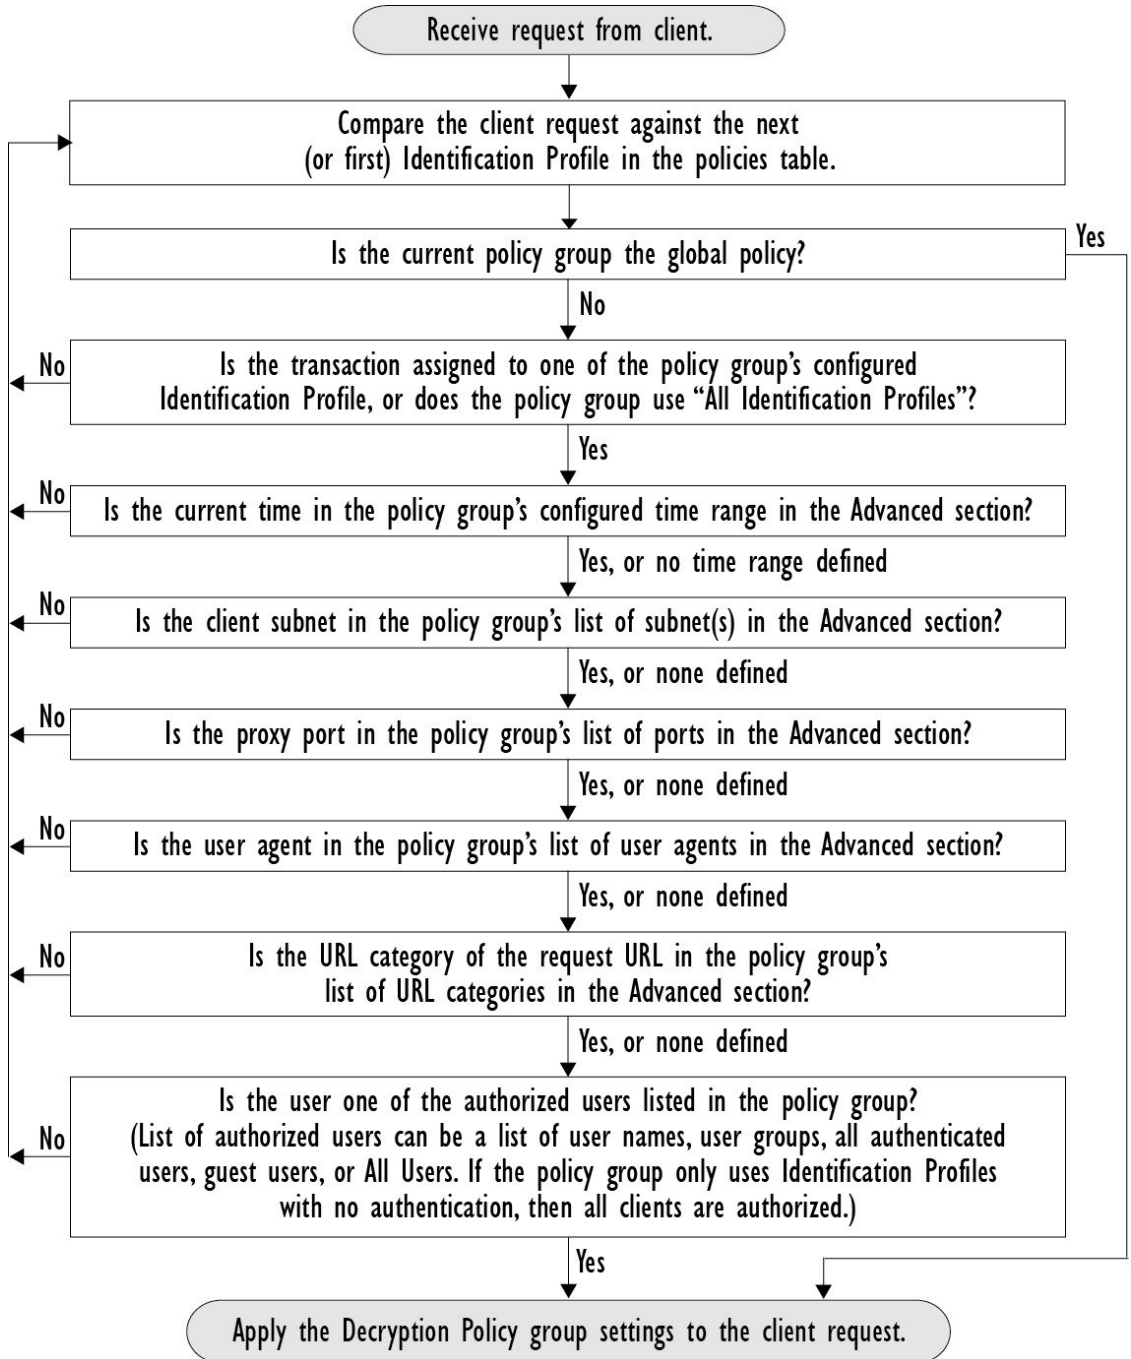 Receive request from client.
Compare the client request against the next
(or first) Identification Profile in the policies table.
Is the current policy group the global policy?
Yes
No
Is the transaction assigned to one of the policy group’s configured
Identification Profile, or does the policy group use “All Identification Profiles”?
No
Yes
Is the current time in the policy group’s configured time range in the Advanced section?
No
Yes, or no time range defined
Is the client subnet in the policy group’s list of subnet(s) in the Advanced section?
No
Yes, or none defined
Is the proxy port in the policy group’s list of ports in the Advanced section?
No
Yes, or none defined
Is the user agent in the policy group’s list of user agents in the Advanced section?
No
Yes, or none defined
Is the URL category of the request URL in the policy group’s
list of URL categories in the Advanced section?
No
Yes, or none defined
Is the user one of the authorized users listed in the policy group?
(List of authorized users can be a list of user names, user groups, all authenticated
users, guest users, or All Users. If the policy group only uses Identification Profiles
with no authentication, then all clients are authorized.)
No
Yes
Apply the Decryption Policy group settings to the client request.